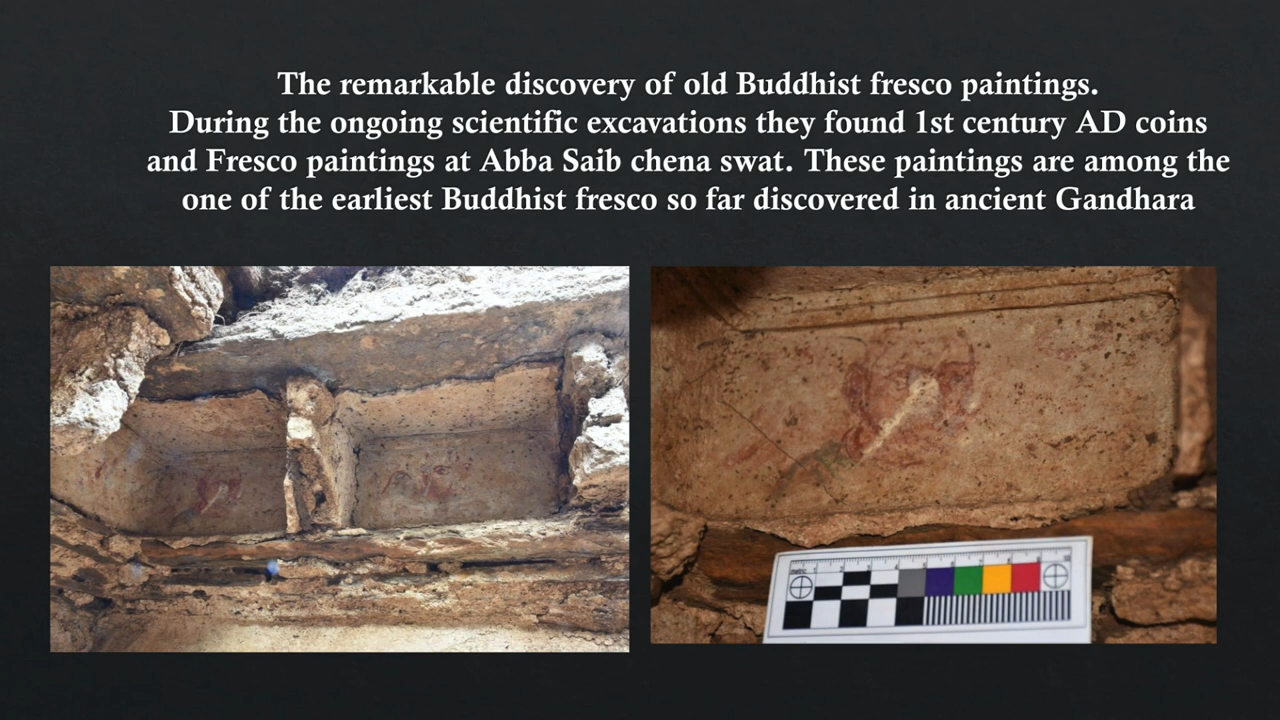 The remarkable discovery of old Buddhist fresco paintings.
During the ongoing scientific excavations they found 1st century AD coins
and Fresco paintings at Abba Saib chena swat. These paintings are among the
one of the earliest Buddhist fresco so far discovered in ancient Gandhara